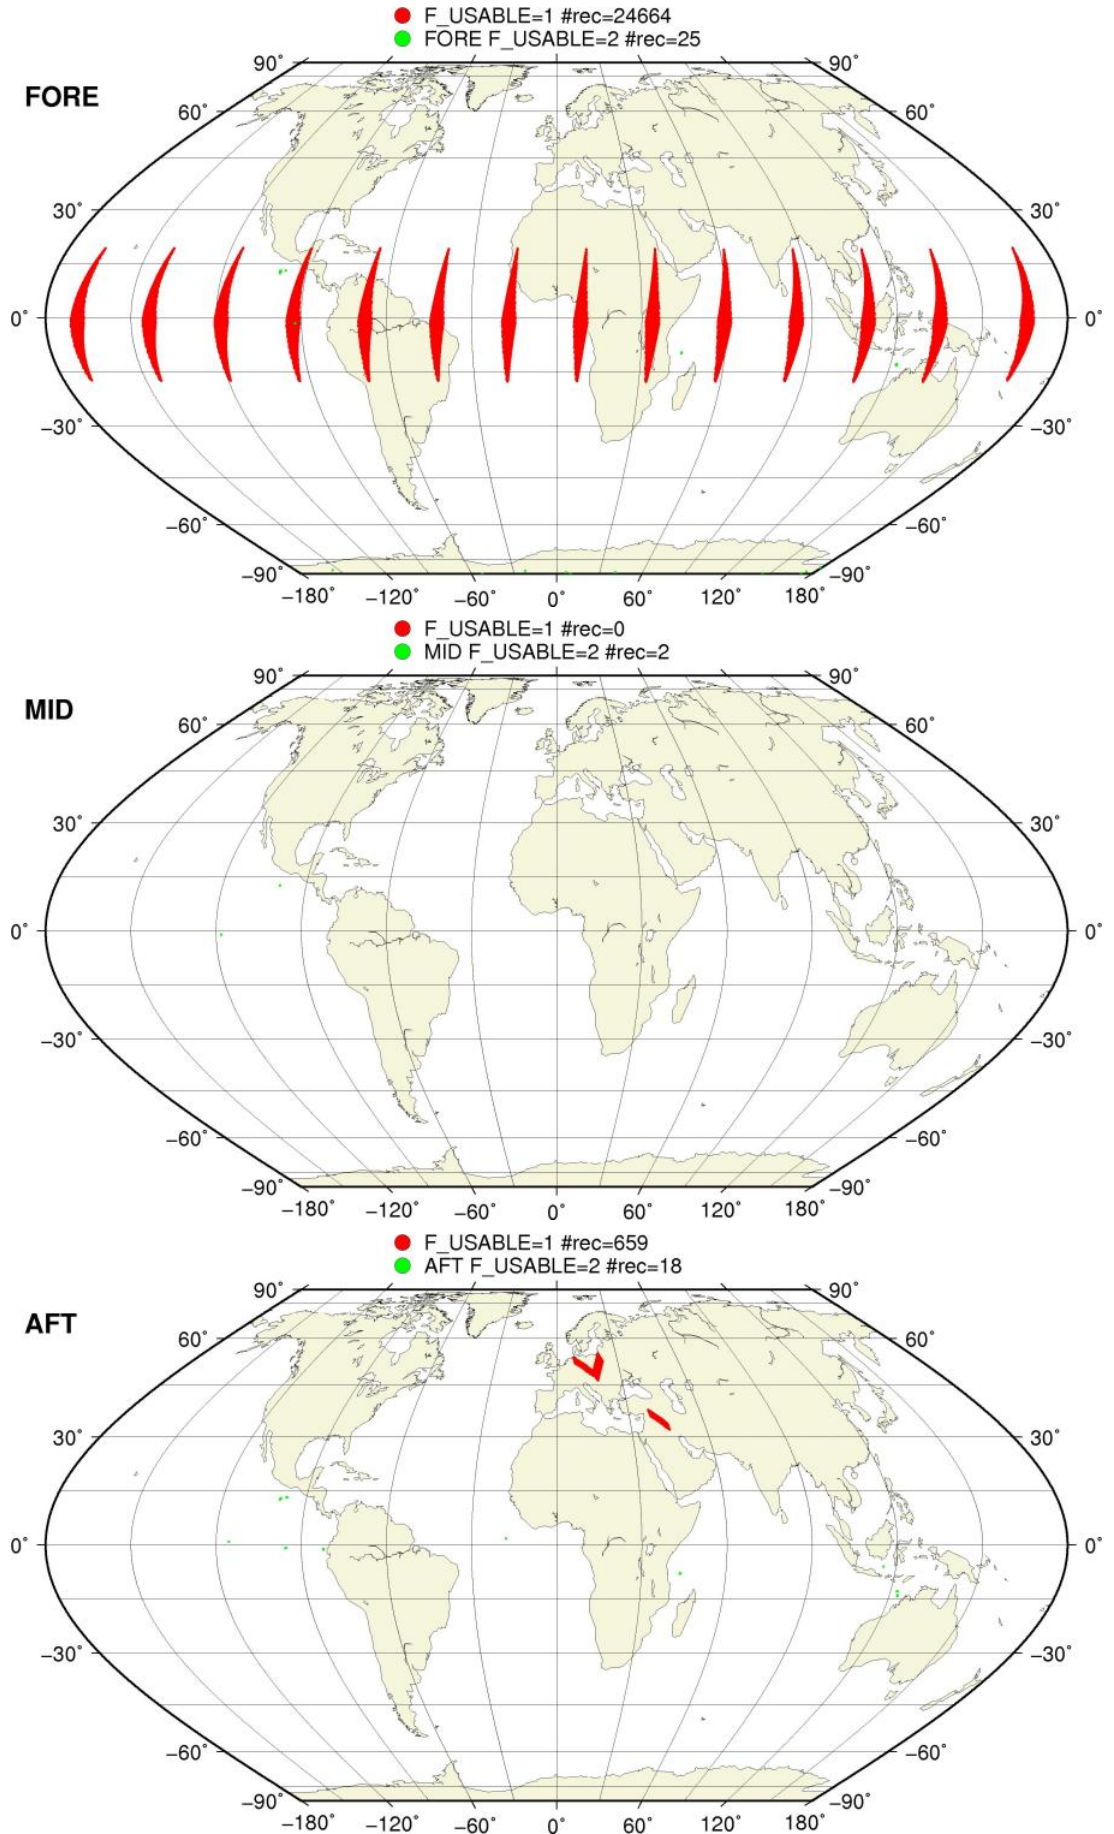 F_USABLE=1 #rec=24664
FORE F_USABLE=2 #rec=25
FORE
90° 90°
60° 60°
30° 30°
0° 0°
−30° −30°
−60° −60°
−90° −90°
−180° −120° −60° 0° 60° 120° 180°
F_USABLE=1 #rec=0
MID F_USABLE=2 #rec=2
MID
90° 90°
60° 60°
30° 30°
0° 0°
−30° −30°
−60° −60°
−90° −90°
−180° −120° −60° 0° 60° 120° 180°
F_USABLE=1 #rec=659
AFT F_USABLE=2 #rec=18
AFT
90° 90°
60° 60°
30° 30°
0° 0°
−30° −30°
−60° −60°
−90° −90°
−180° −120° −60° 0° 60° 120° 180°